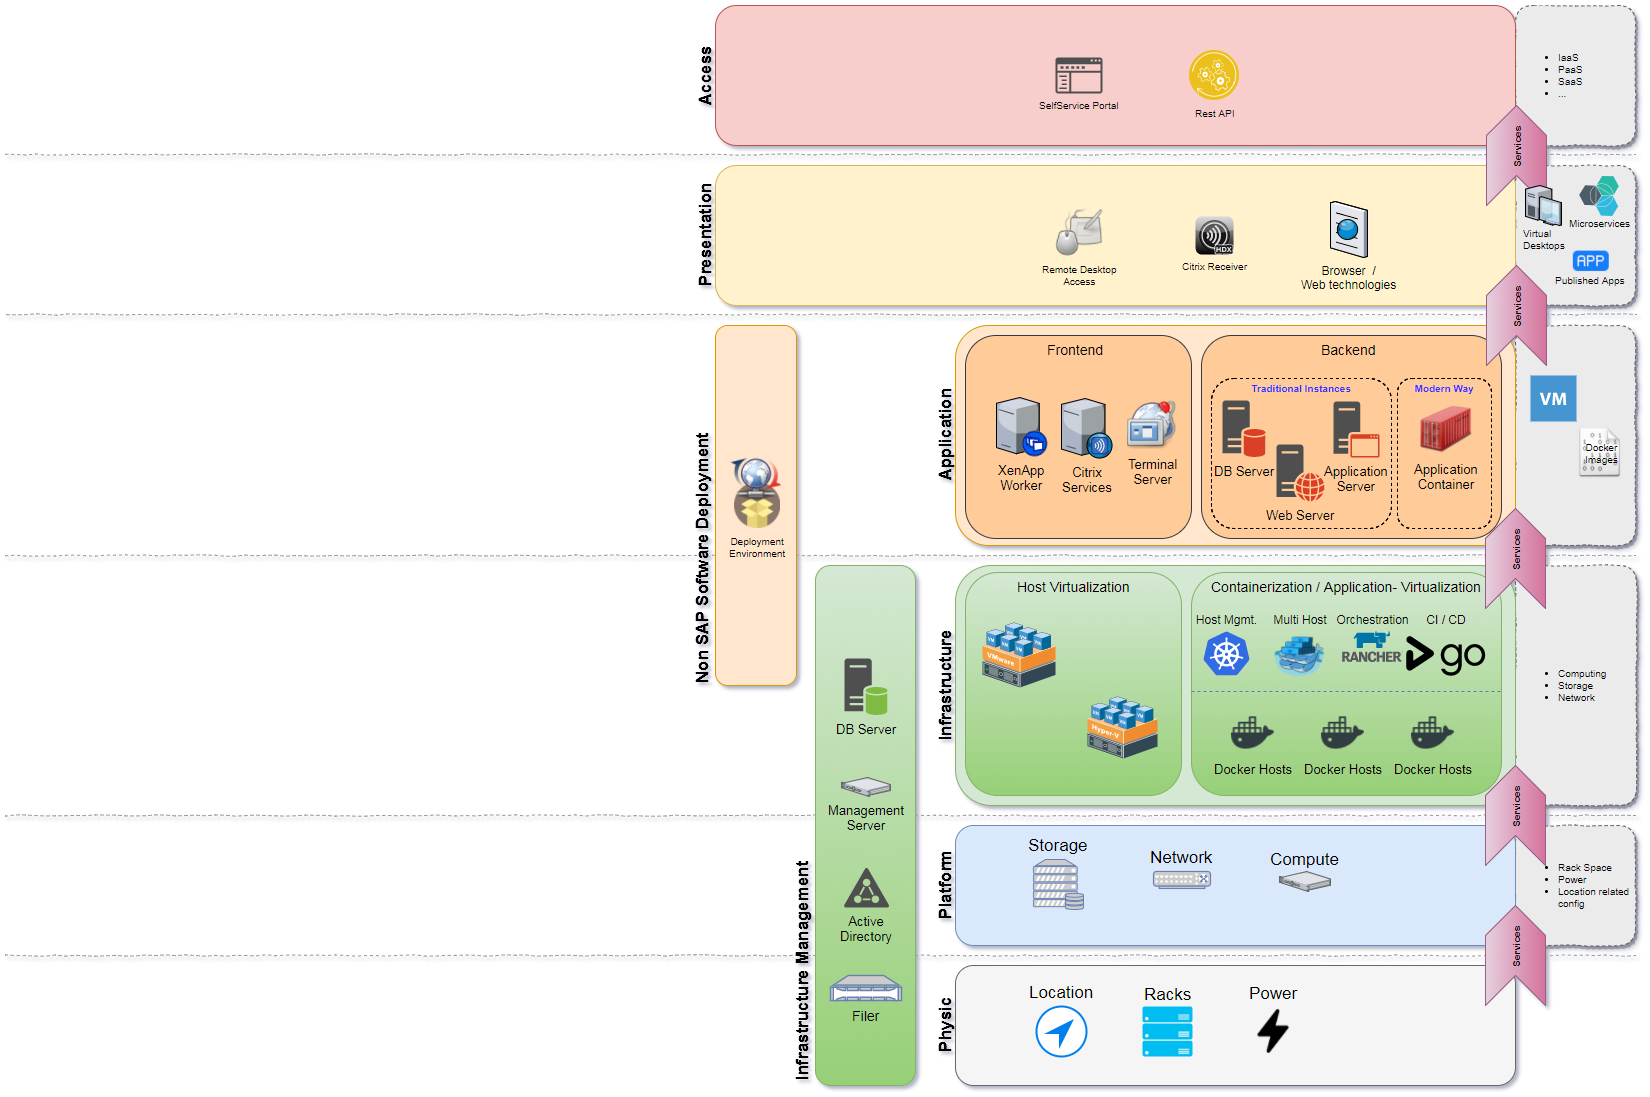 Access
SelfService Portal
Rest API
IaaS
PaaS
SaaS
...
Services
Presentation
Remote Desktop
Access
Citrix Receiver
HDX
Browser /
Web technologies
Virtual
Desktops
Microservices
APP
Published Apps
Services
Non SAP Software Deployment
Deployment
Environment
Application
Frontend
XenApp
Worker
Citrix
Services
Terminal
Server
Backend
Traditional Instances
DB Server
Web Server
Application
Server
Modern Way
Application
Container
VM
Docker
Images
Services
Infrastructure Management
DB Server
Management
Server
Active
Directory
Filer
Infrastructure
Host Virtualization
VMware
Hyper-V
Containerization / Application- Virtualization
Host Mgmt.
Multi Host
Orchestration
CI / CD
RANCHER
go
Docker Hosts
Docker Hosts
Docker Hosts
Computing
Storage
Network
Services
Platform
Storage
Network
Compute
Rack Space
Power
Location related
config
Services
Physic
Location
Racks
Power